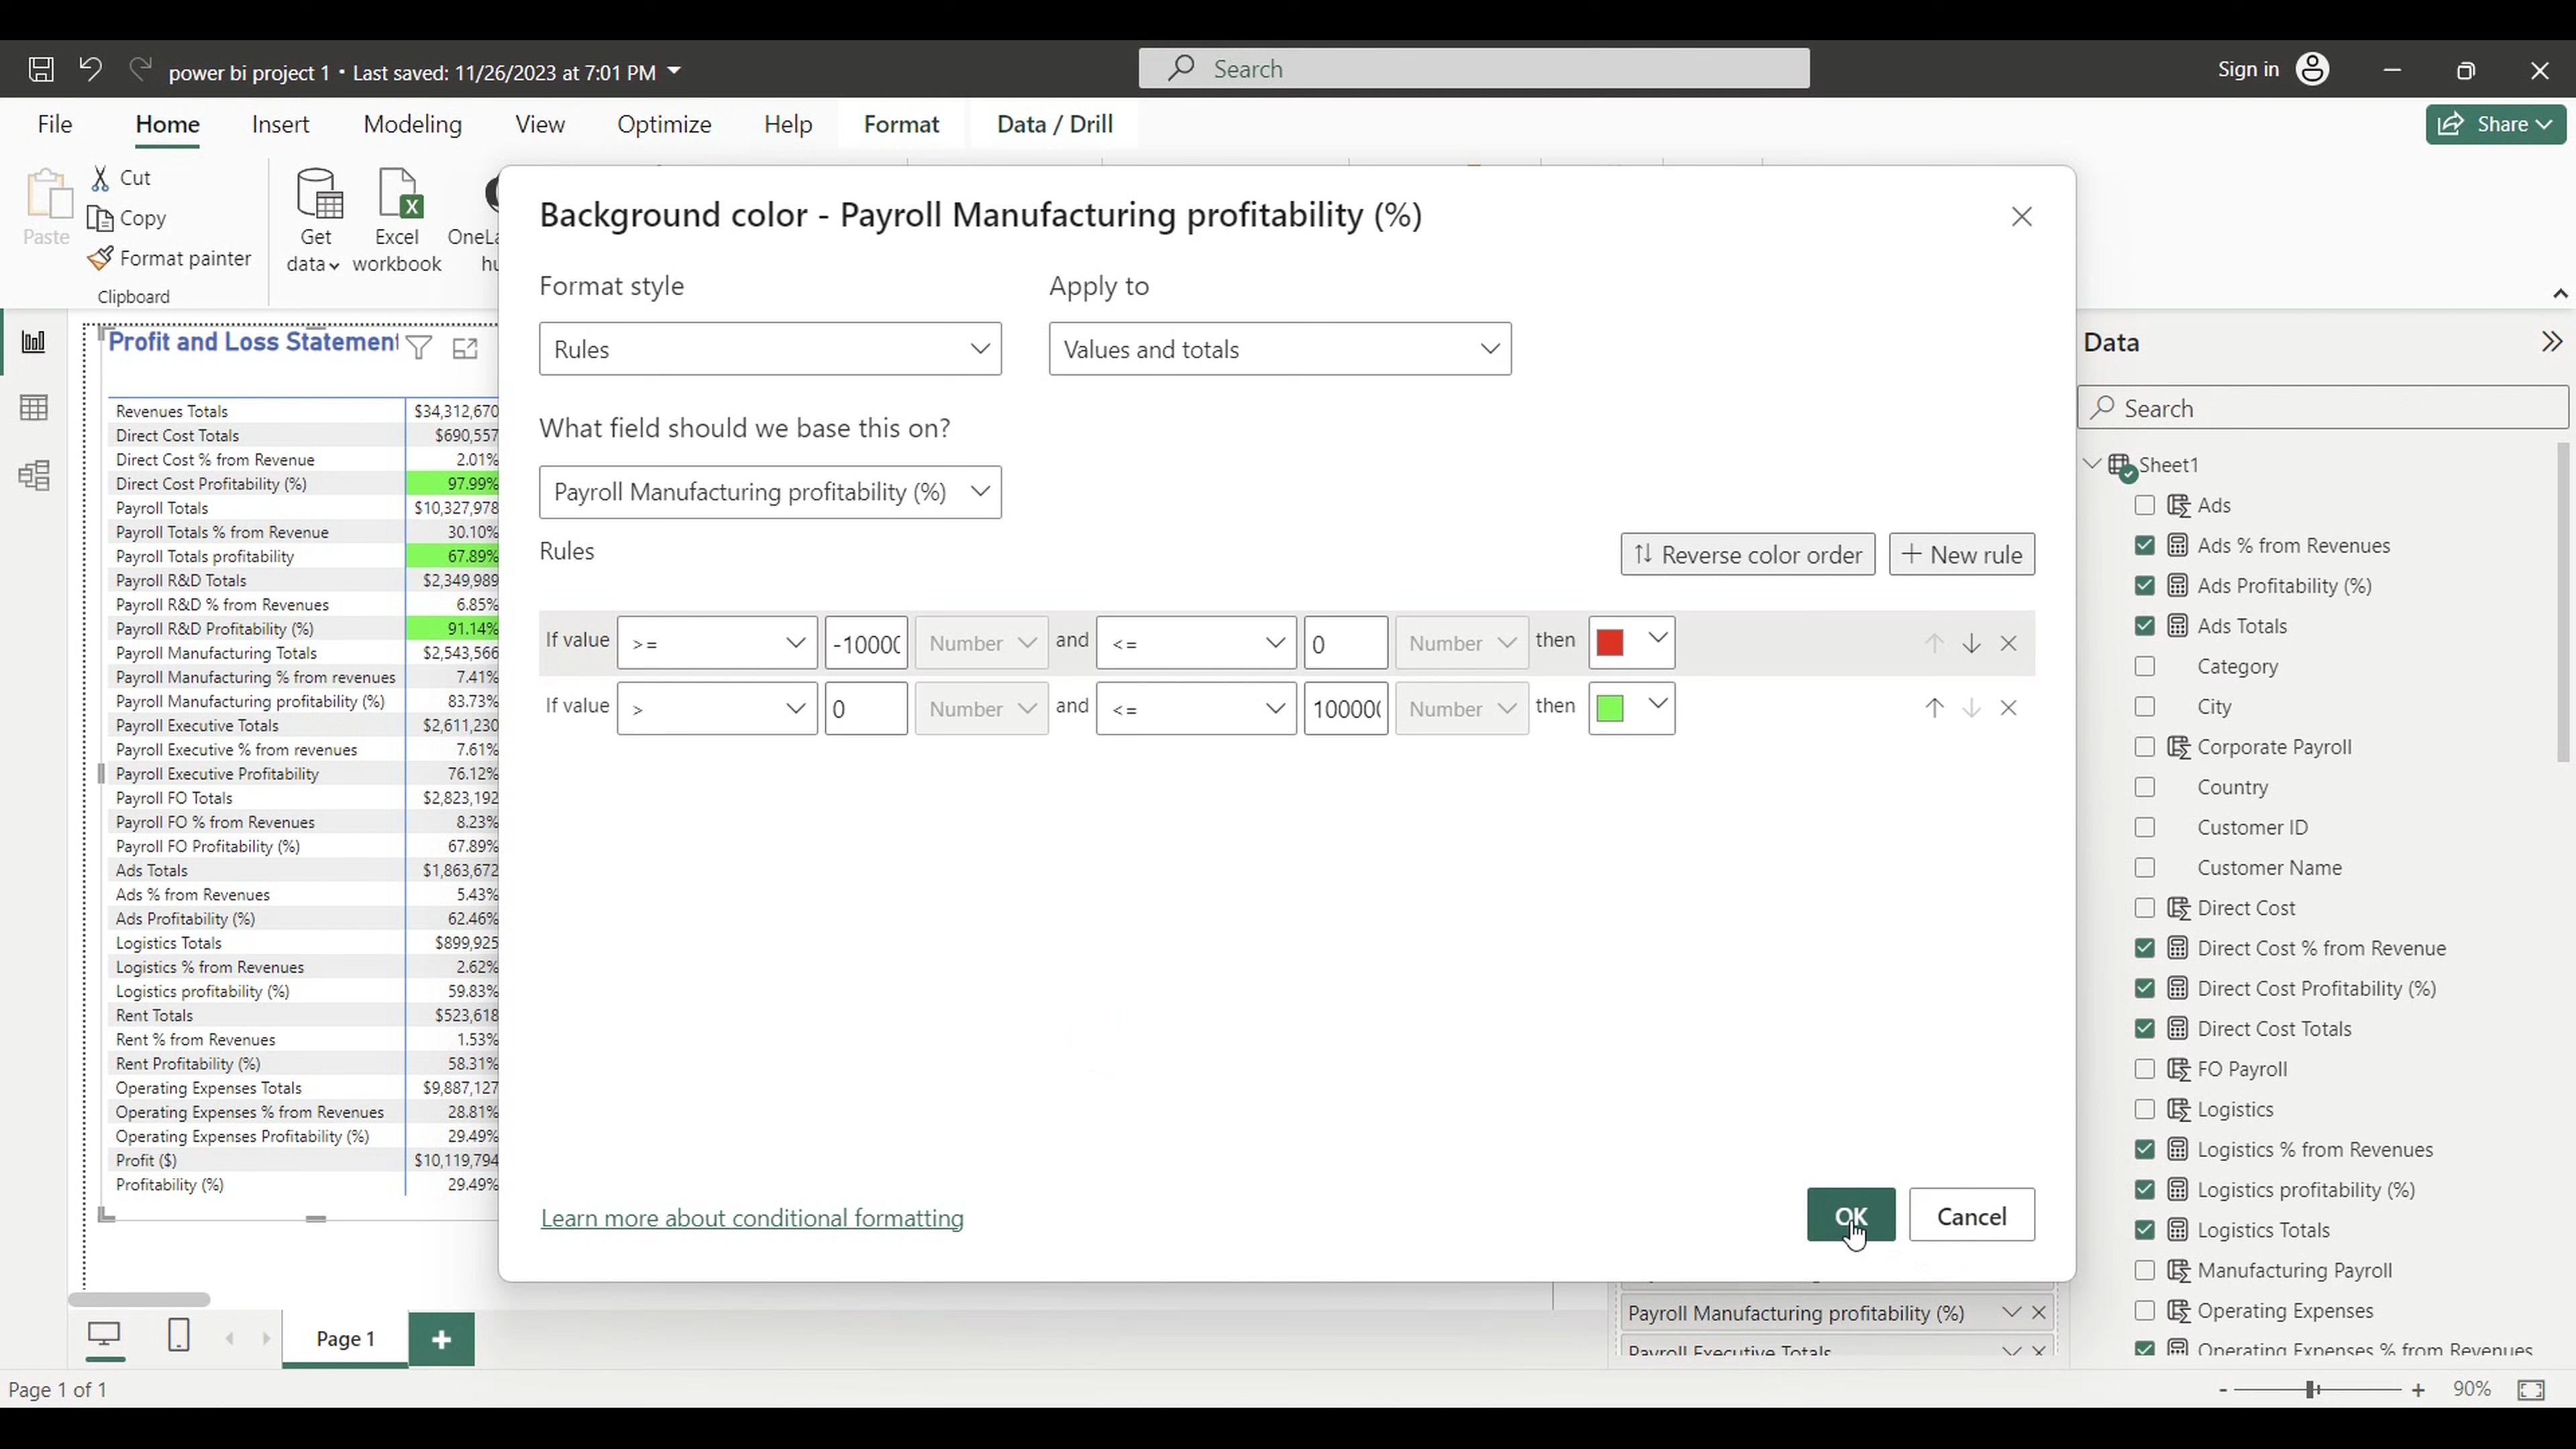 power bi project 1 • Last saved: 11/26/2023 at 7:01 PM
Search
Sign in
File Home Insert Modeling View Optimize Help Format Data / Drill
Share
Paste
Cut
Copy
Format painter
Clipboard
Get data
Excel workbook
Background color - Payroll Manufacturing profitability (%)
Format style
Apply to
Rules
Values and totals
What field should we base this on?
Payroll Manufacturing profitability (%)
Rules
Reverse color order
New rule
If value >= Number and <= 0 Number then
If value > 0 Number and <= Number then
Learn more about conditional formatting
OK
Cancel
Profit and Loss Statement
Revenues Totals $34,312,670
Direct Cost Totals $690,557
Direct Cost % from Revenue 2.01%
Direct Cost Profitability (%) 97.99%
Payroll Totals $10,327,978
Payroll Totals % from Revenue 30.10%
Payroll Totals profitability 67.89%
Payroll R&D Totals $2,349,989
Payroll R&D % from Revenues 6.85%
Payroll R&D Profitability (%) 91.14%
Payroll Manufacturing Totals $2,543,566
Payroll Manufacturing % from revenues 7.41%
Payroll Manufacturing profitability (%) 83.73%
Payroll Executive Totals $2,611,230
Payroll Executive % from revenues 7.61%
Payroll Executive Profitability 76.12%
Payroll FO Totals $2,823,192
Payroll FO % from Revenues 8.23%
Payroll FO Profitability (%) 67.89%
Ads Totals $1,863,672
Ads % from Revenues 5.43%
Ads Profitability (%) 62.46%
Logistics Totals $899,925
Logistics % from Revenues 2.62%
Logistics profitability (%) 59.83%
Rent Totals $523,618
Rent % from Revenues 1.53%
Rent Profitability (%) 58.31%
Operating Expenses Totals $9,887,127
Operating Expenses % from Revenues 28.81%
Operating Expenses Profitability (%) 29.49%
Profit ($) $10,119,794
Profitability (%) 29.49%
Data
Search
Sheet1
Ads
Ads % from Revenues
Ads Profitability (%)
Ads Totals
Category
City
Corporate Payroll
Country
Customer ID
Customer Name
Direct Cost
Direct Cost % from Revenue
Direct Cost Profitability (%)
Direct Cost Totals
FO Payroll
Logistics
Logistics % from Revenues
Logistics profitability (%)
Logistics Totals
Manufacturing Payroll
Operating Expenses
Operating Expenses % from Revenues
Payroll Manufacturing profitability (%)
Payroll Executive Totals
Page 1
Page 1 of 1
- + 90%